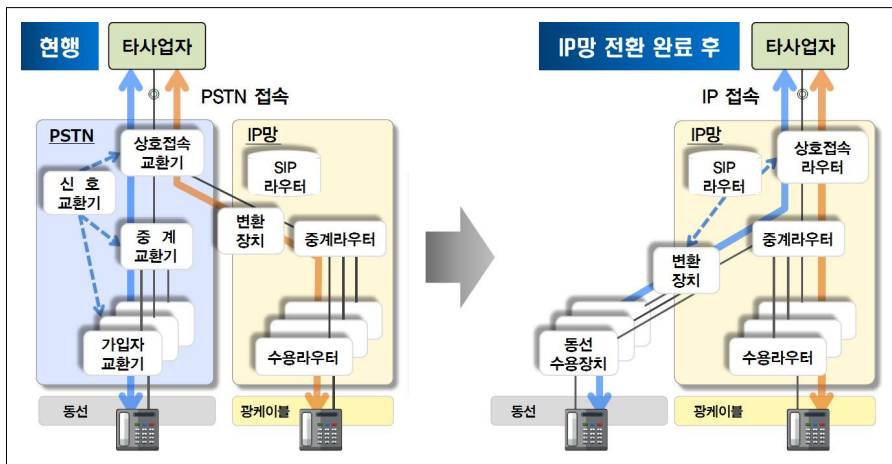 현행
타사업자
PSTN 접속
PSTN
상호접속
교환기
신 호
교환기
중 계
교환기
가입자
교환기
동선
IP망
SIP
라우터
변환
장치
중계라우터
수용라우터
광케이블
IP망 전환 완료 후
타사업자
IP 접속
IP망
SIP
라우터
상호접속
라우터
변환
장치
중계라우터
동선
수용장치
수용라우터
동선
광케이블